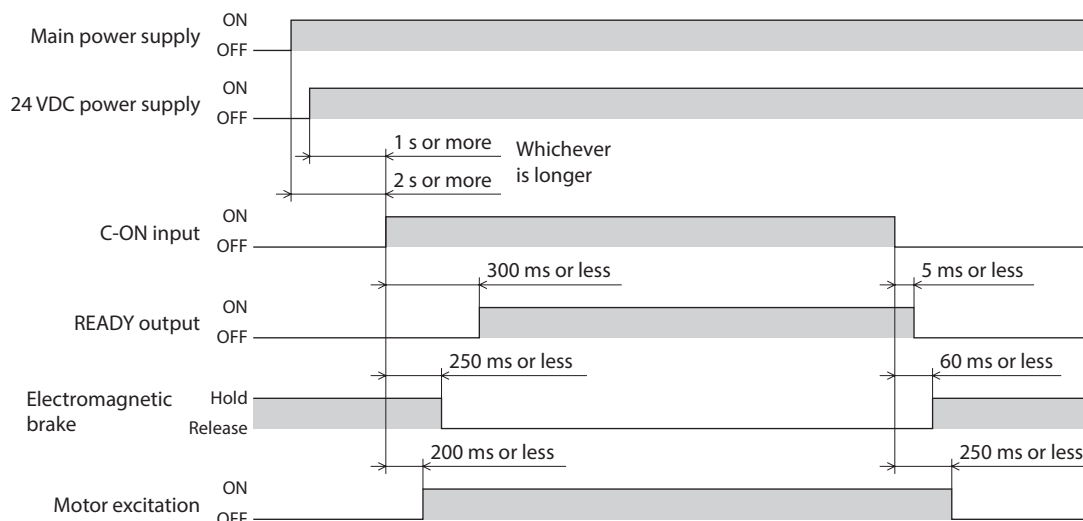 Main power supply
ON
OFF
24 VDC power supply
ON
OFF
1 s or more
2 s or more
Whichever
is longer
C-ON input
ON
OFF
300 ms or less
5 ms or less
READY output
ON
OFF
250 ms or less
60 ms or less
Electromagnetic
brake
Hold
Release
200 ms or less
250 ms or less
Motor excitation
ON
OFF